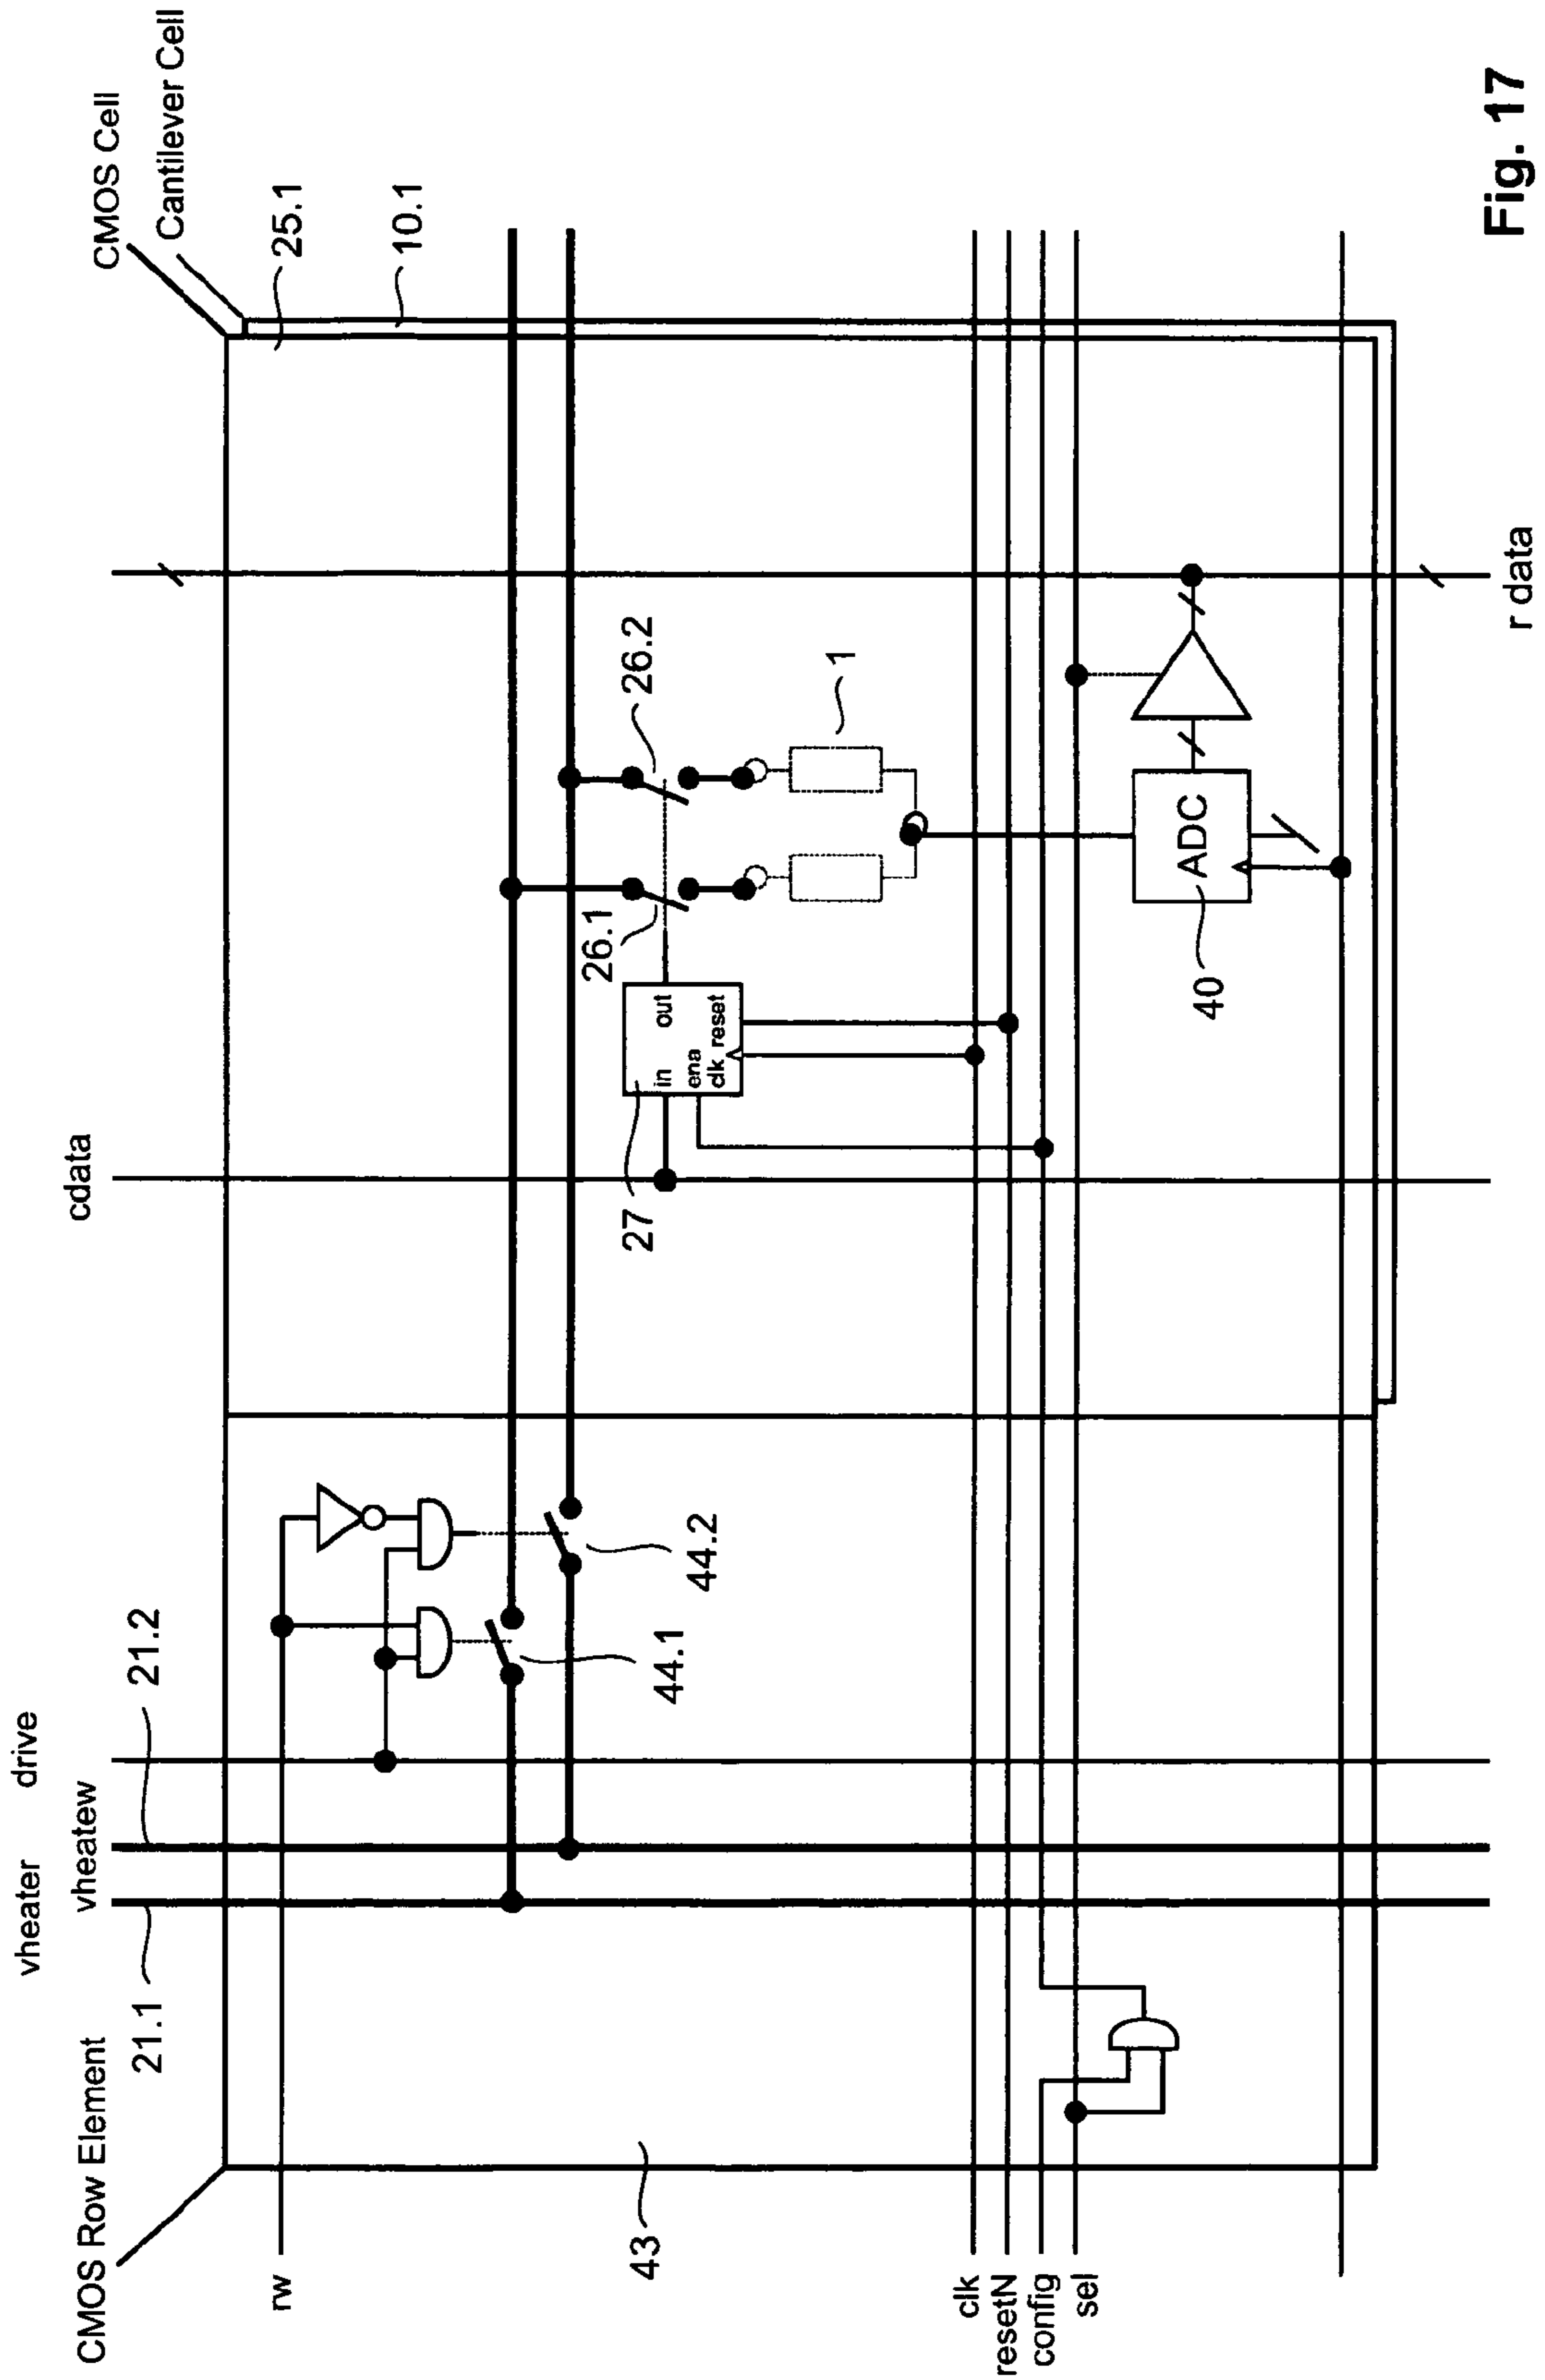 CMOS Cell
Cantilever Cell
25.1
10.1
cdata
vheater
vheatew
drive
21.1
21.2
CMOS Row Element
rw
44.1
44.2
43
26.1
26.2
1
27
in
out
ena
clk
reset
ADC
40
clk
resetN
config
sel
r data
Fig. 17